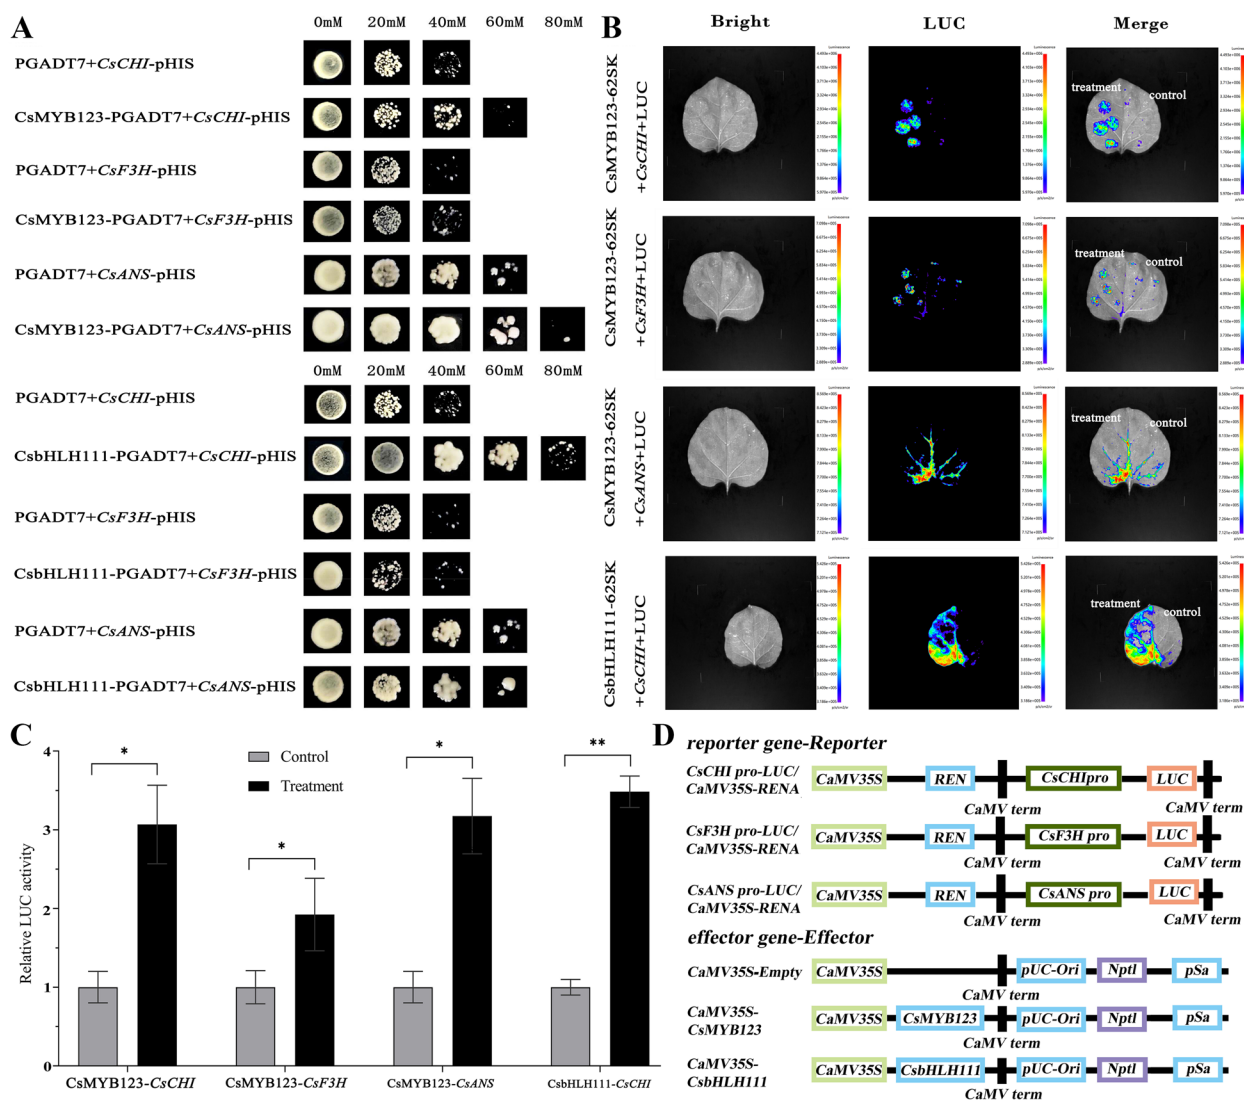 A
0mM 20mM 40mM 60mM 80mM
PGADT7+CsCHI-pHIS
CsMYB123-PGADT7+CsCHI-pHIS
PGADT7+CsF3H-pHIS
CsMYB123-PGADT7+CsF3H-pHIS
PGADT7+CsANS-pHIS
CsMYB123-PGADT7+CsANS-pHIS
0mM 20mM 40mM 60mM 80mM
PGADT7+CsCHI-pHIS
CsbHLH111-PGADT7+CsCHI-pHIS
PGADT7+CsF3H-pHIS
CsbHLH111-PGADT7+CsF3H-pHIS
PGADT7+CsANS-pHIS
CsbHLH111-PGADT7+CsANS-pHIS
B
Bright LUC Merge
CsMYB123-62SK
+CsCHI+LUC
treatment
control
CsMYB123-62SK
+CsF3H+LUC
treatment
control
CsMYB123-62SK
+CsANS+LUC
treatment
control
CsbHLH111-62SK
+CsCHI+LUC
treatment
control
C
Relative LUC activity
4
3
2
1
0
Control
Treatment
*
*
*
**
CsMYB123-CsCHI
CsMYB123-CsF3H
CsMYB123-CsANS
CsbHLH111-CsCHI
D
reporter gene-Reporter
CsCHI pro-LUC/
CaMV35S-RENA
CaMV35S REN CsCHIpro LUC
CaMV term CaMV term
CsF3H pro-LUC/
CaMV35S-RENA
CaMV35S REN CsF3H pro LUC
CaMV term CaMV term
CsANS pro-LUC/
CaMV35S-RENA
CaMV35S REN CsANS pro LUC
CaMV term CaMV term
effector gene-Effector
CaMV35S-Empty
CaMV35S pUC-Ori Nptl pSa
CaMV term
CaMV35S-
CsMYB123
CaMV35S CsMYB123 pUC-Ori Nptl pSa
CaMV term
CaMV35S-
CsbHLH111
CaMV35S CsbHLH111 pUC-Ori Nptl pSa
CaMV term